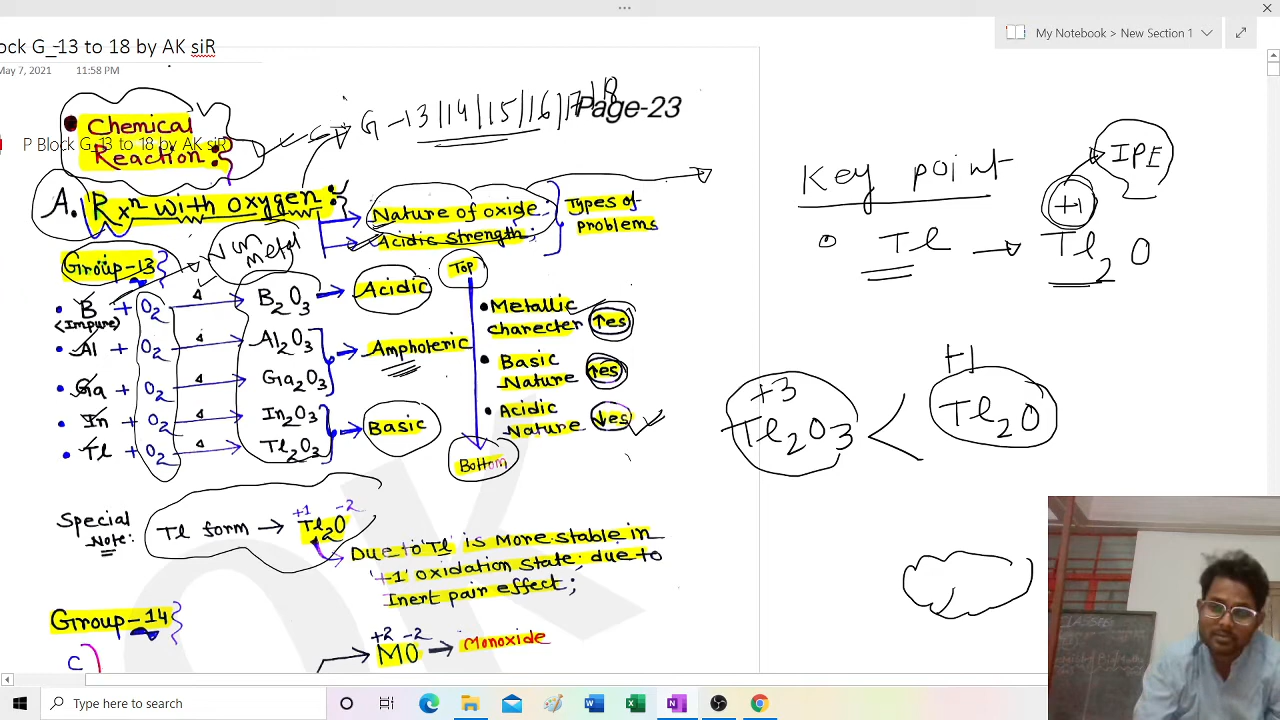 ock G_-13 to 18 by AK siR
May 7, 2021 11:58 PM
My Notebook > New Section 1
Chemical
Reaction:
P Block G_13 to 18 by AK siR
G -13|14|15|16|17|18
Page-23
A. Rxⁿ with oxygen:
Nature of oxide
Acidic strength;
Types of
problems
Group-13
metal
• B + O₂ Δ B₂O₃ → Acidic
(Impure)
• Al + O₂ Δ Al₂O₃
Amphoteric
• Ga + O₂ Δ Ga₂O₃
• In + O₂ Δ In₂O₃
Basic
• Tl + O₂ Δ Tl₂O₃
Top
• Metallic
charecter ↑es
• Basic
Nature ↑es
• Acidic
Nature ↓es
Bottom
Special
Note:
Tl form → Tl₂O
+1 -2
Due to 'Tl' is More stable in
'+1' oxidation state; due to
Inert pair effect;
Group-14
C
+2 -2
MO → Monoxide
Key point
IPE
+1
• Tl → Tl₂O
+3 +1
Tl₂O₃ < Tl₂O
Type here to search